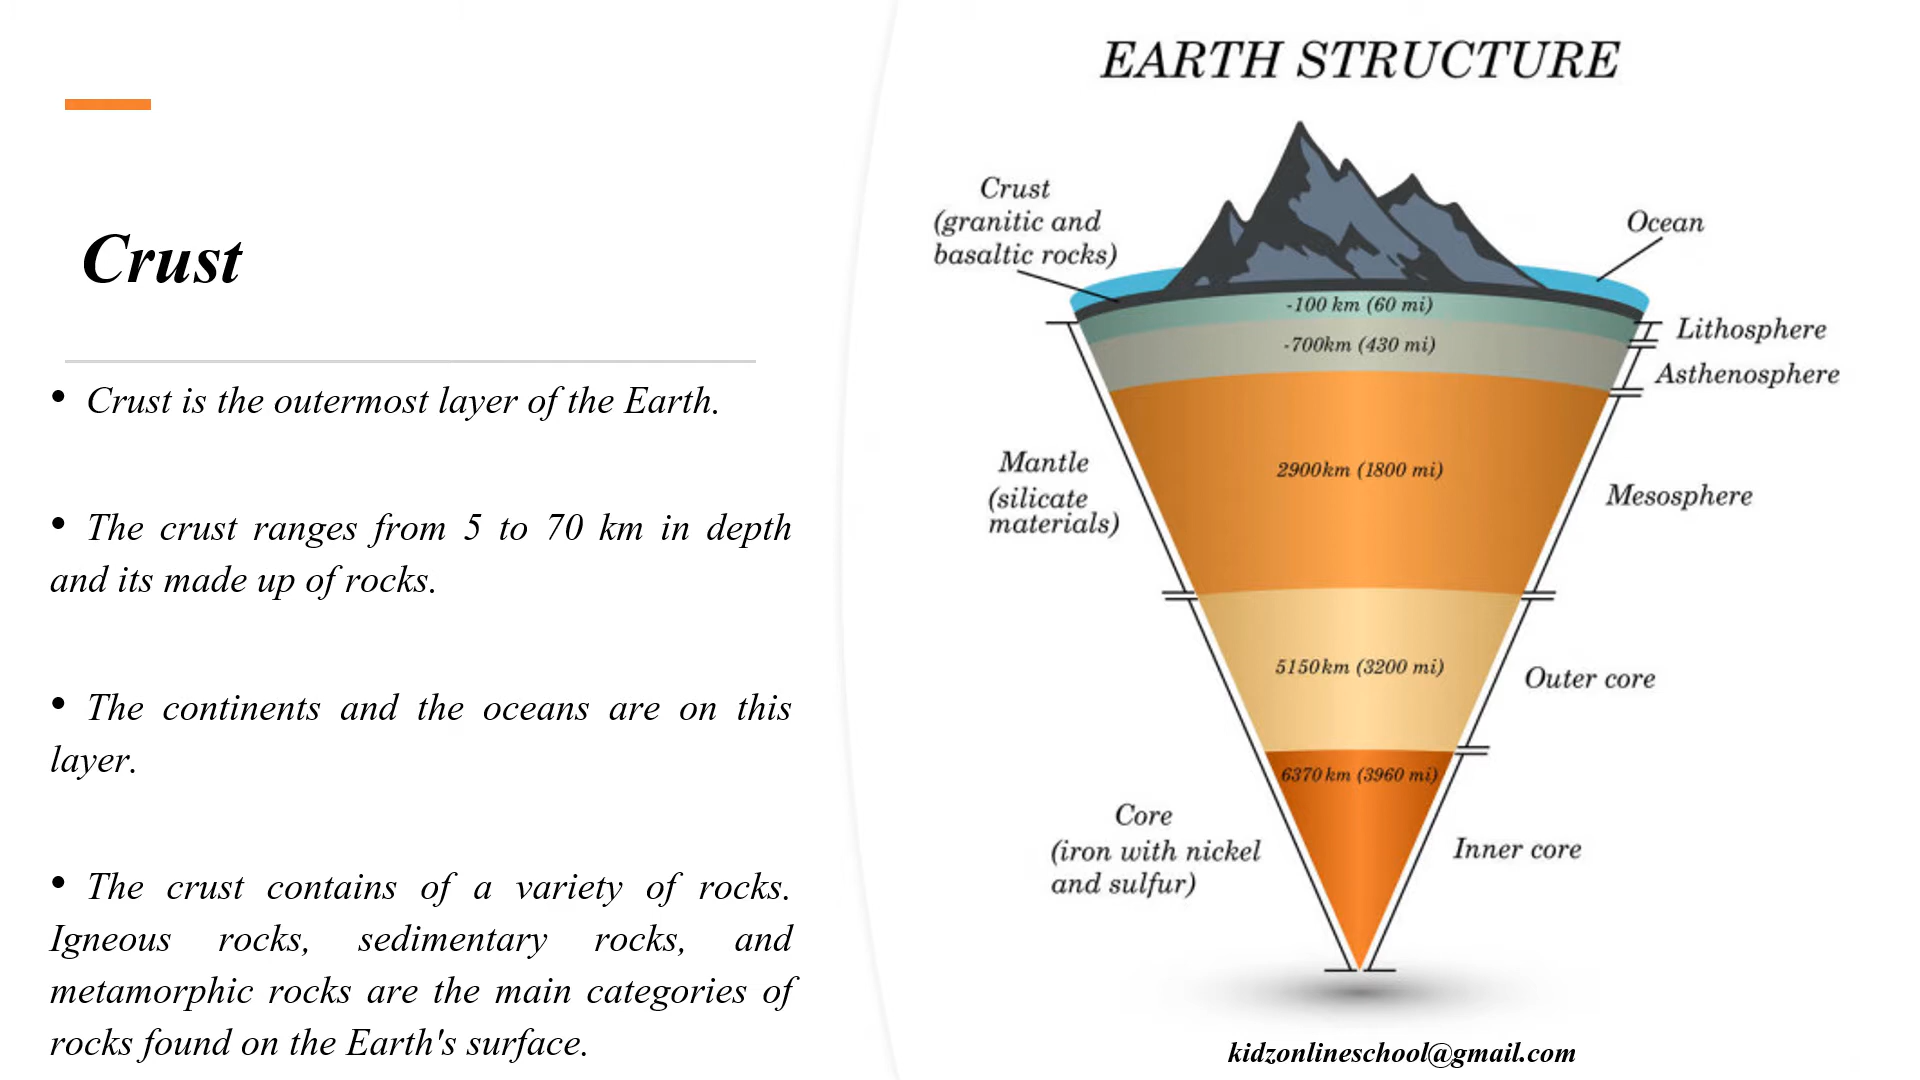 Crust
• Crust is the outermost layer of the Earth.
• The crust ranges from 5 to 70 km in depth
and its made up of rocks.
• The continents and the oceans are on this
layer.
• The crust contains of a variety of rocks.
Igneous rocks, sedimentary rocks, and
metamorphic rocks are the main categories of
rocks found on the Earth's surface.
EARTH STRUCTURE
Crust
(granitic and
basaltic rocks)
Ocean
-100 km (60 mi)
Lithosphere
-700km (430 mi)
Asthenosphere
Mantle
(silicate
materials)
2900km (1800 mi)
Mesosphere
5150km (3200 mi)
Outer core
6370km (3960 mi)
Core
(iron with nickel
and sulfur)
Inner core
kidzonlineschool@gmail.com